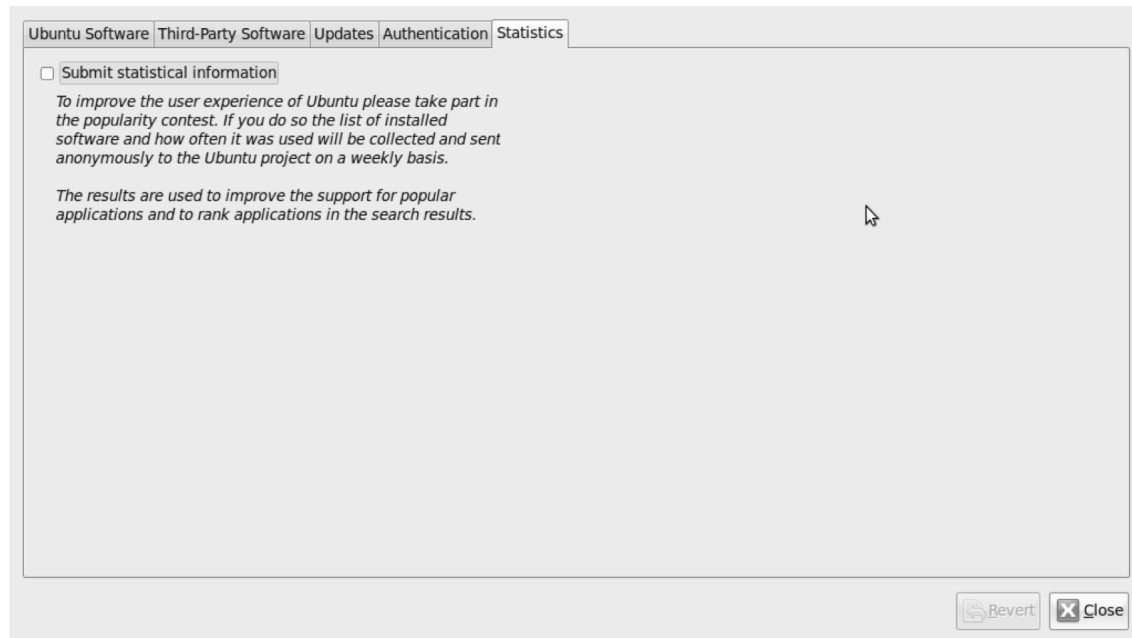 Ubuntu Software Third-Party Software Updates Authentication Statistics
Submit statistical information
To improve the user experience of Ubuntu please take part in
the popularity contest. If you do so the list of installed
software and how often it was used will be collected and sent
anonymously to the Ubuntu project on a weekly basis.
The results are used to improve the support for popular
applications and to rank applications in the search results.
Revert Close